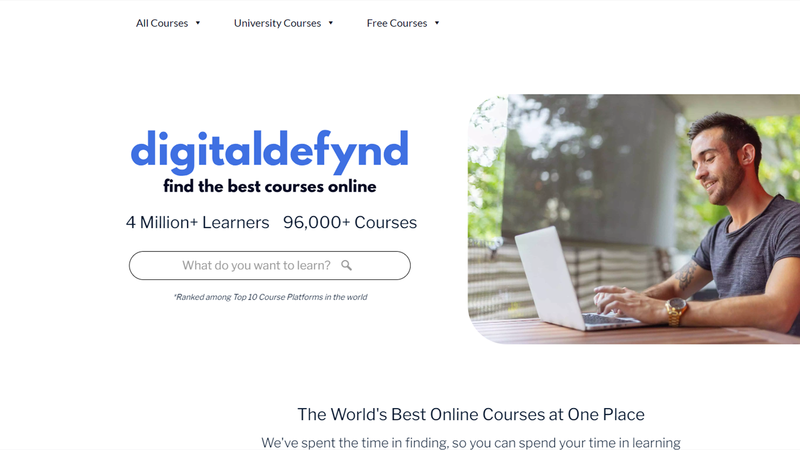 All Courses University Courses Free Courses
digitaldefynd
find the best courses online
4 Million+ Learners 96,000+ Courses
What do you want to learn?
*Ranked among Top 10 Course Platforms in the world
The World's Best Online Courses at One Place
We've spent the time in finding, so you can spend your time in learning